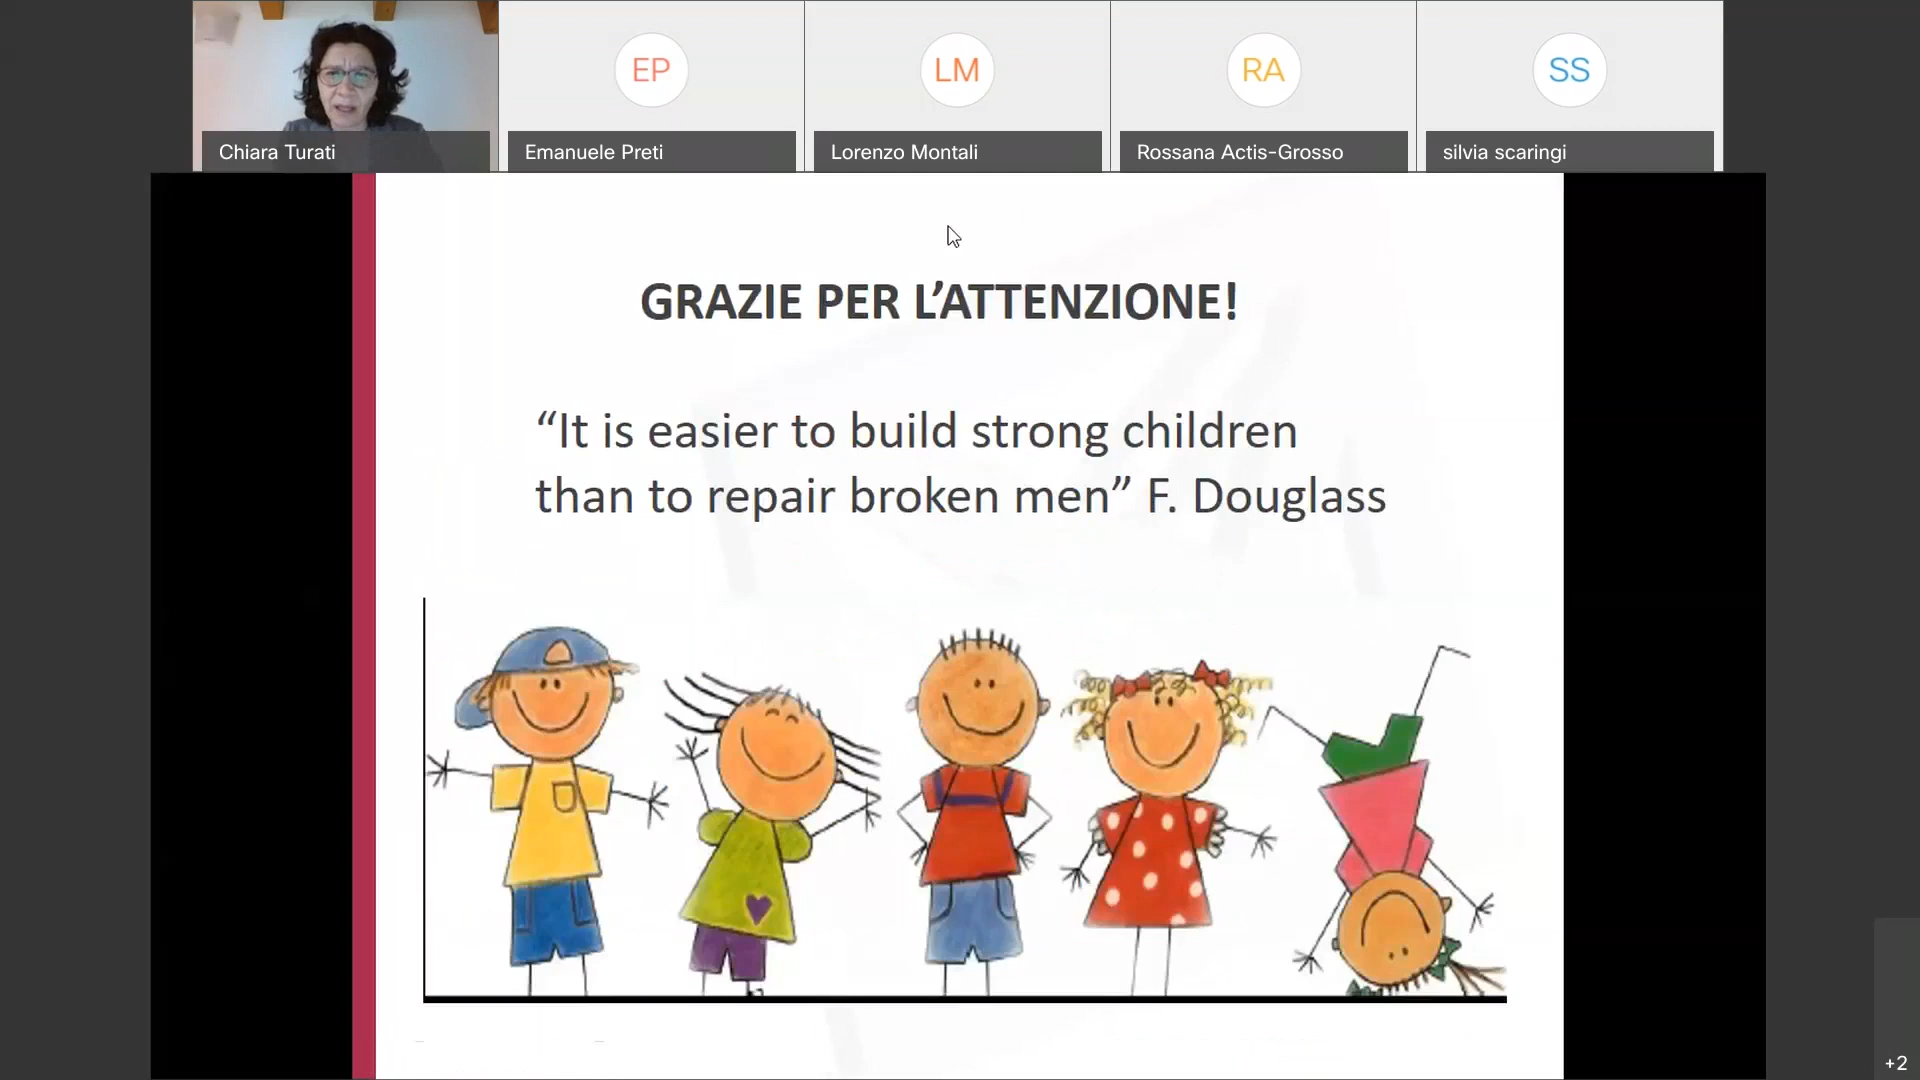 EP
LM
RA
SS
Chiara Turati
Emanuele Preti
Lorenzo Montali
Rossana Actis-Grosso
silvia scaringi
GRAZIE PER L’ATTENZIONE!
“It is easier to build strong children
than to repair broken men” F. Douglass
+2